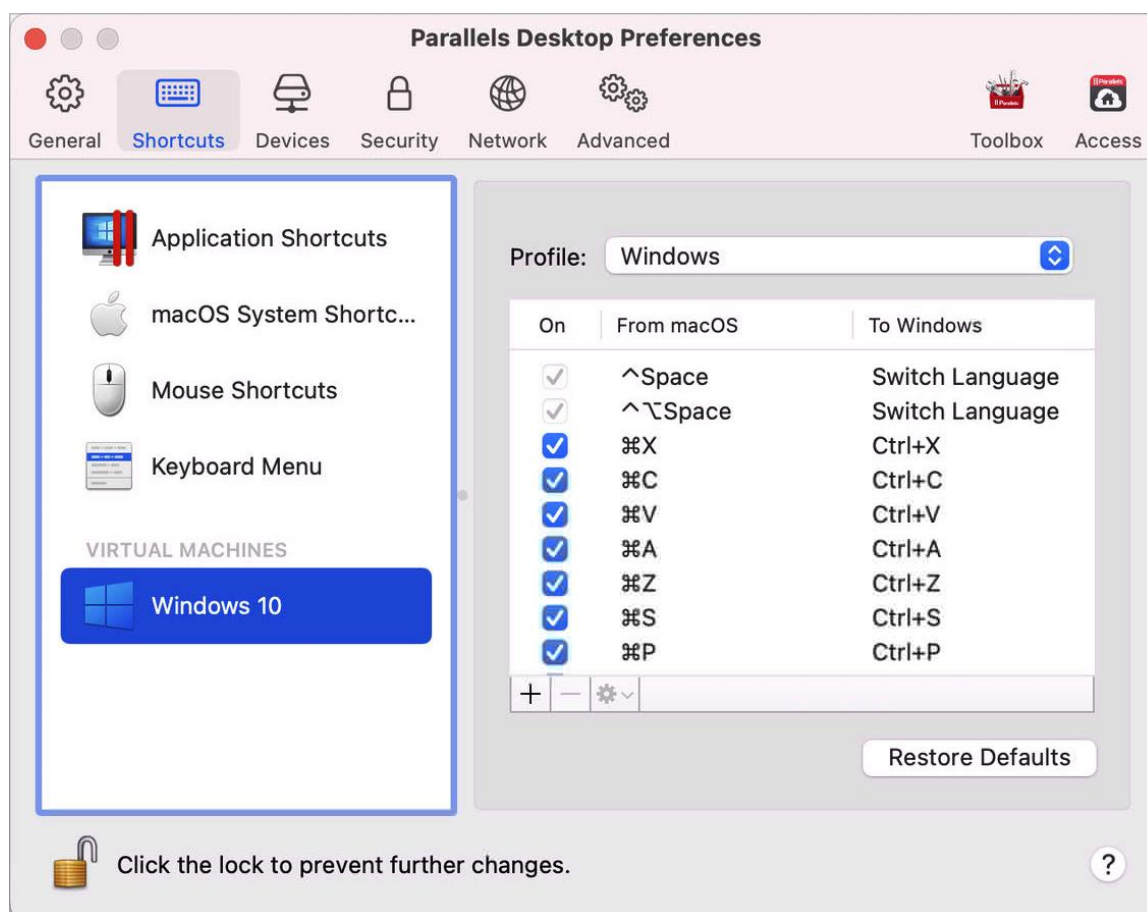 Parallels Desktop Preferences
General Shortcuts Devices Security Network Advanced Toolbox Access
Application Shortcuts
macOS System Shortc...
Mouse Shortcuts
Keyboard Menu
VIRTUAL MACHINES
Windows 10
Profile: Windows
On From macOS To Windows
^Space Switch Language
^⌥Space Switch Language
⌘X Ctrl+X
⌘C Ctrl+C
⌘V Ctrl+V
⌘A Ctrl+A
⌘Z Ctrl+Z
⌘S Ctrl+S
⌘P Ctrl+P
Restore Defaults
Click the lock to prevent further changes. ?